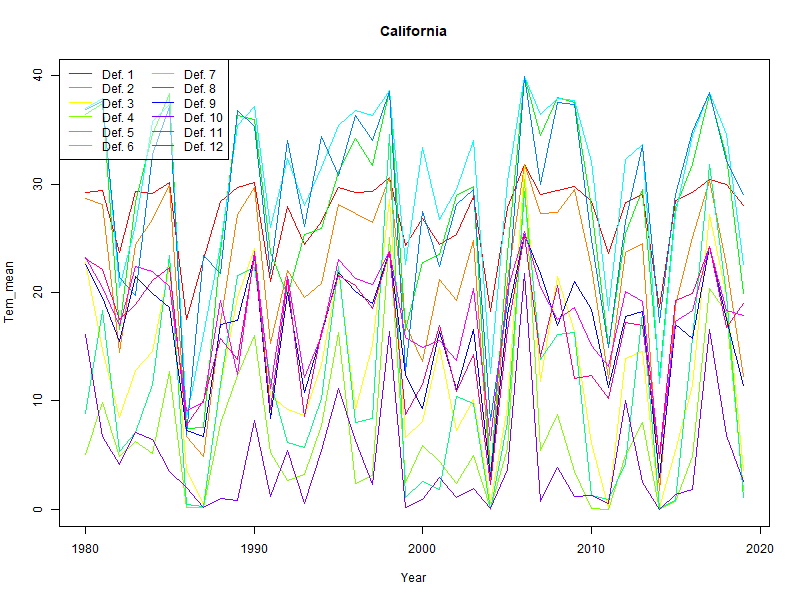 California
Def. 1 Def. 7
Def. 2 Def. 8
Def. 3 Def. 9
Def. 4 Def. 10
Def. 5 Def. 11
Def. 6 Def. 12
Tem_mean
40
30
20
10
0
1980 1990 2000 2010 2020
Year